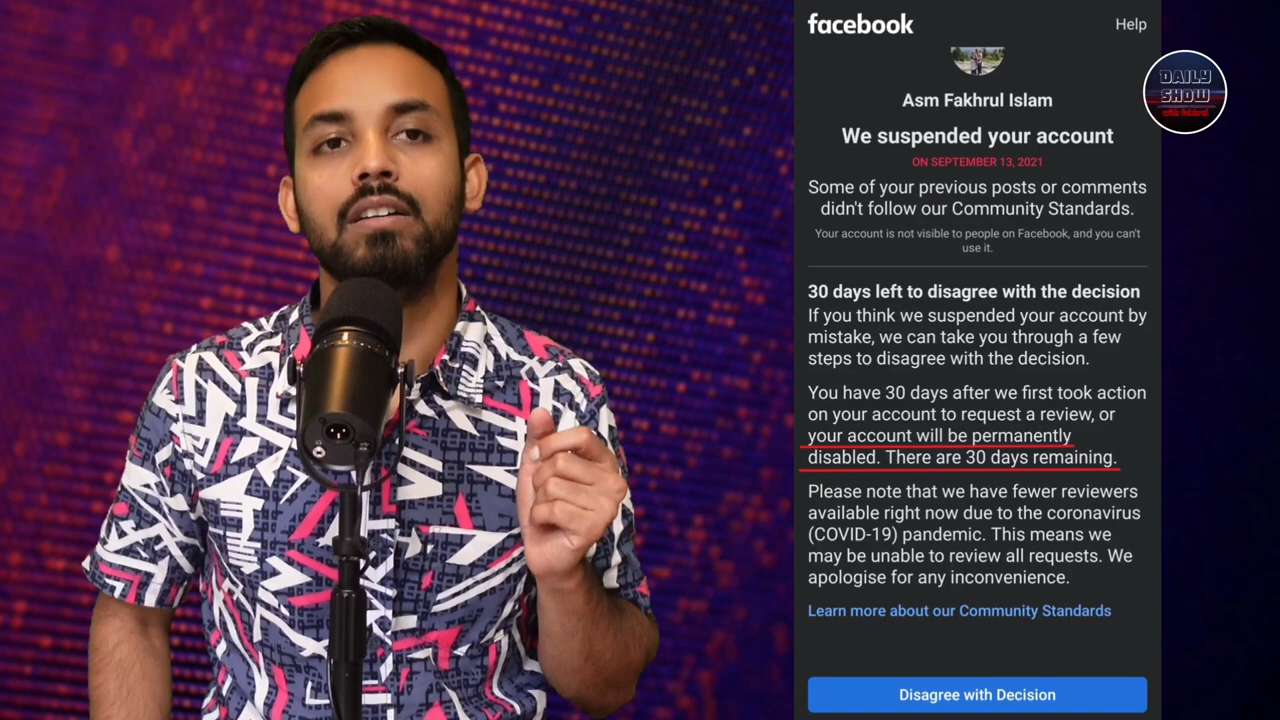 facebook
Help
Asm Fakhrul Islam
We suspended your account
ON SEPTEMBER 13, 2021
Some of your previous posts or comments
didn't follow our Community Standards.
Your account is not visible to people on Facebook, and you can't
use it.
30 days left to disagree with the decision
If you think we suspended your account by
mistake, we can take you through a few
steps to disagree with the decision.
You have 30 days after we first took action
on your account to request a review, or
your account will be permanently
disabled. There are 30 days remaining.
Please note that we have fewer reviewers
available right now due to the coronavirus
(COVID-19) pandemic. This means we
may be unable to review all requests. We
apologise for any inconvenience.
Learn more about our Community Standards
Disagree with Decision
DAILY
SHOW